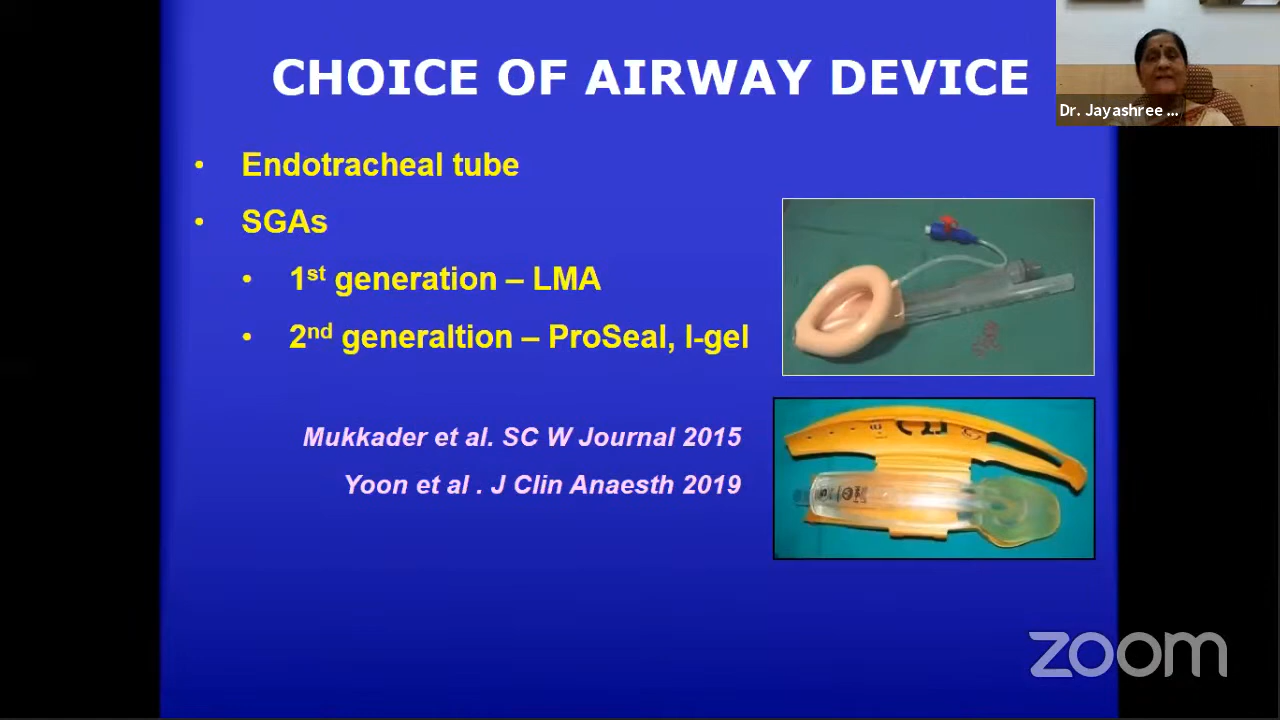 CHOICE OF AIRWAY DEVICE
Dr. Jayashree ...
• Endotracheal tube
• SGAs
• 1st generation – LMA
• 2nd generaltion – ProSeal, I-gel
Mukkader et al. SC W Journal 2015
Yoon et al . J Clin Anaesth 2019
zoom